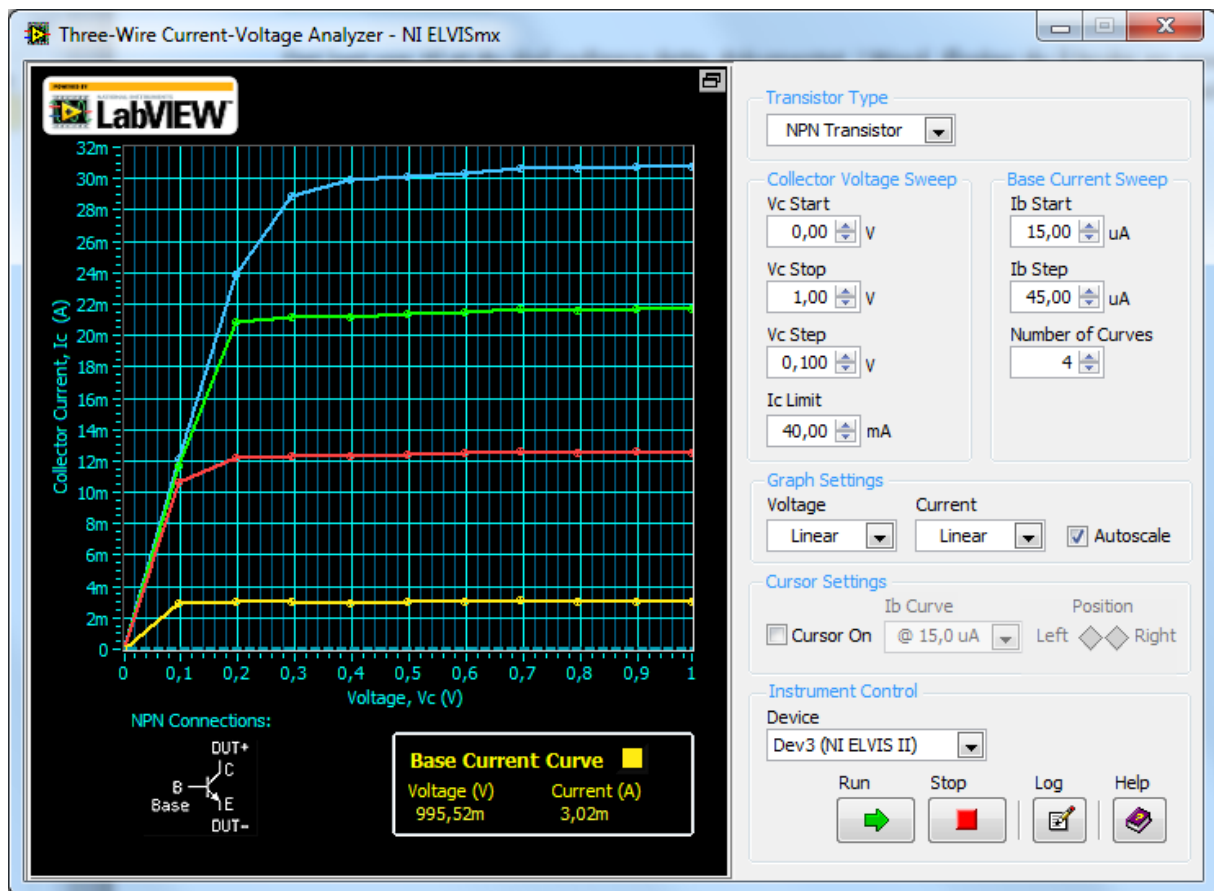 Three-Wire Current-Voltage Analyzer - NI ELVISmx
POWERED BY
NATIONAL INSTRUMENTS
LabVIEW™
32m
30m
28m
26m
24m
22m
20m
18m
16m
14m
12m
10m
8m
6m
4m
2m
0
Collector Current, Ic (A)
0 0,1 0,2 0,3 0,4 0,5 0,6 0,7 0,8 0,9 1
Voltage, Vc (V)
NPN Connections:
DUT+
C
B
Base
E
DUT-
Base Current Curve
Voltage (V) Current (A)
995,52m 3,02m
Transistor Type
NPN Transistor
Collector Voltage Sweep
Vc Start
0,00 V
Vc Stop
1,00 V
Vc Step
0,100 V
Ic Limit
40,00 mA
Base Current Sweep
Ib Start
15,00 uA
Ib Step
45,00 uA
Number of Curves
4
Graph Settings
Voltage Current
Linear Linear Autoscale
Cursor Settings
Ib Curve Position
Cursor On @ 15,0 uA Left Right
Instrument Control
Device
Dev3 (NI ELVIS II)
Run Stop Log Help